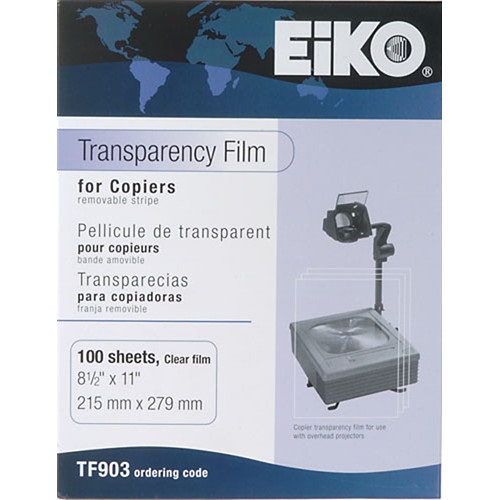 EiKO®
Transparency Film
for Copiers
removable stripe
Pellicule de transparent
pour copieurs
bande amovible
Transparecias
para copiadoras
franja removible
100 sheets, Clear film
8½" x 11"
215 mm x 279 mm
Copier transparency film for use
with overhead projectors
TF903 ordering code